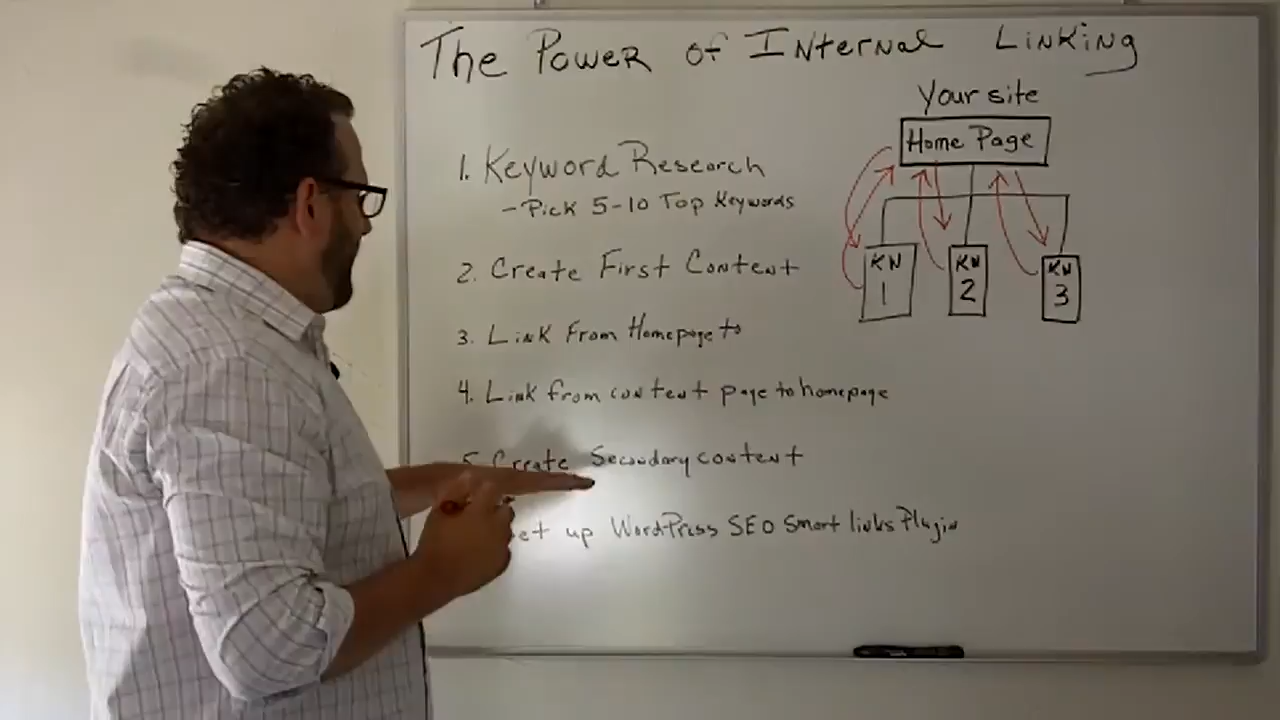 The Power of Internal Linking
Your site
Home Page
1. Keyword Research
- Pick 5-10 Top Keywords
2. Create First Content
KW
1
KW
2
KW
3
3. Link From Homepage to
4. Link from content page to homepage
5. Create Secondary content
et up WordPress SEO Smart links Plugin